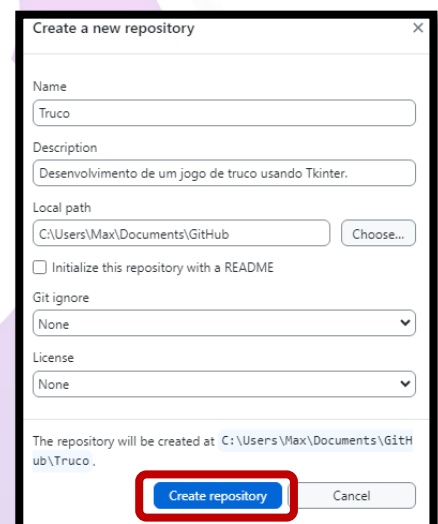 Create a new repository
Name
Truco
Description
Desenvolvimento de um jogo de truco usando Tkinter.
Local path
C:\Users\Max\Documents\GitHub
Choose...
Initialize this repository with a README
Git ignore
None
License
None
The repository will be created at C:\Users\Max\Documents\GitH
ub\Truco.
Create repository
Cancel